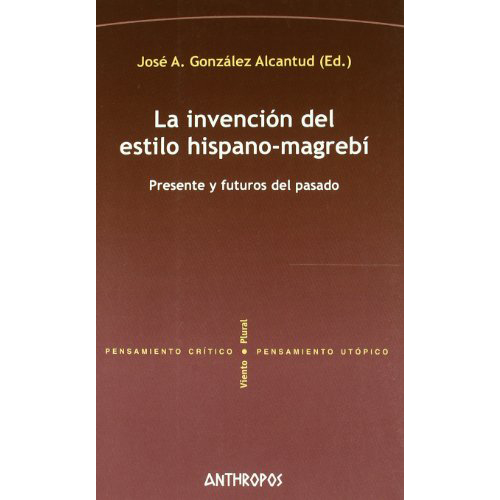 José A. González Alcantud (Ed.)
La invención del
estilo hispano-magrebí
Presente y futuros del pasado
PENSAMIENTO CRÍTICO • PENSAMIENTO UTÓPICO
Viento Plural
ANTHROPOS